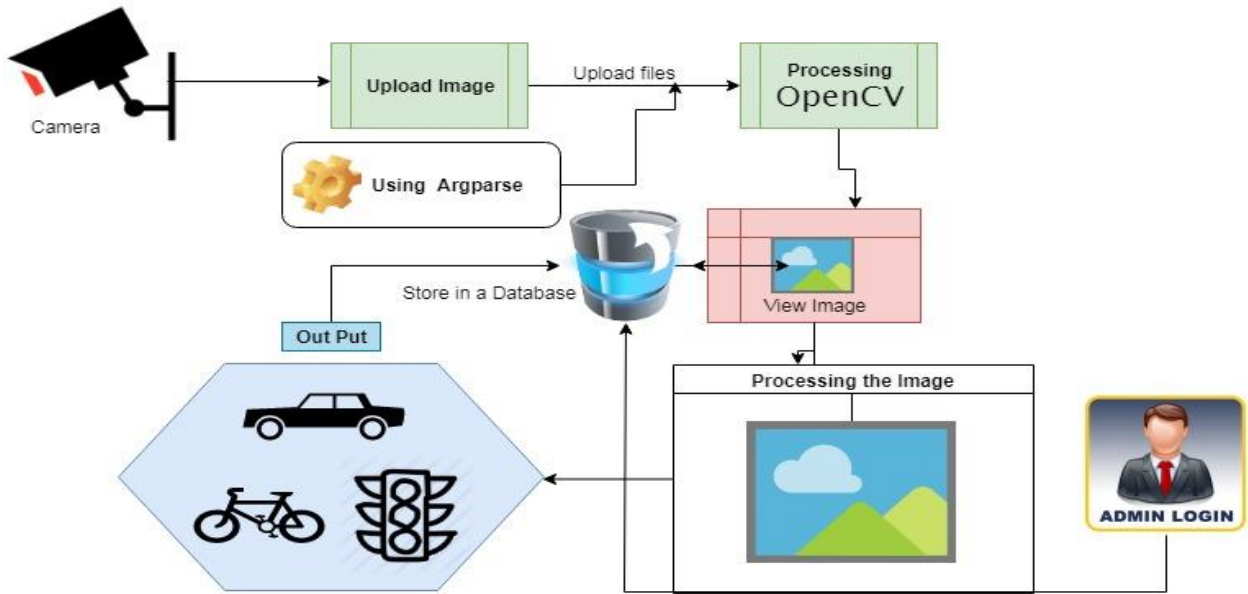 Camera
Upload Image
Upload files
Processing
OpenCV
Using Argparse
Store in a Database
View Image
Out Put
Processing the Image
ADMIN LOGIN